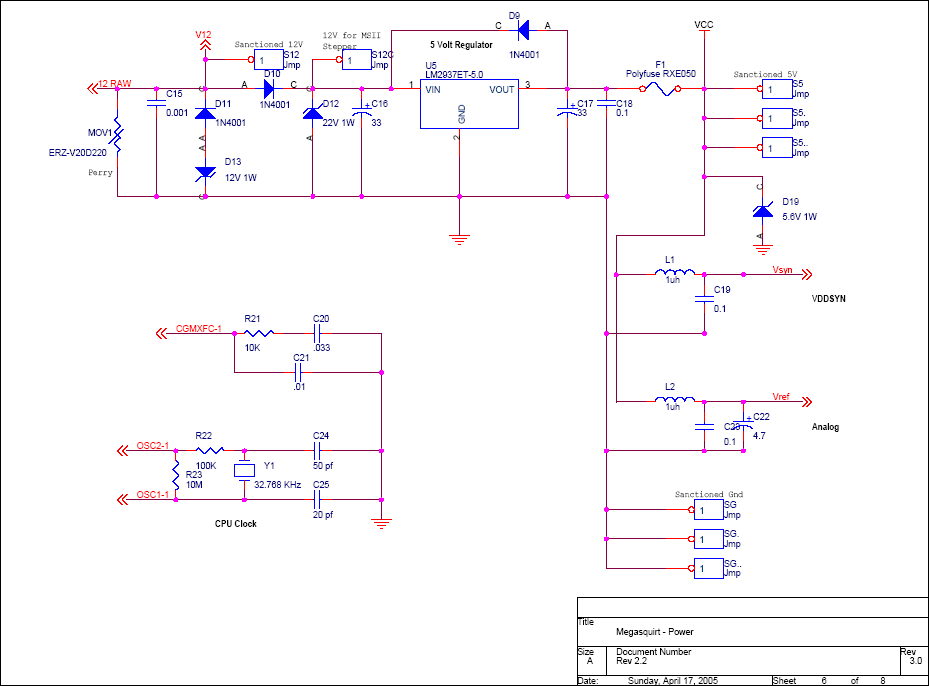 D9
C A
1N4001
V12
Sanctioned 12V
S12
1
Jmp
12V for MSII
Stepper
S12C
1
Jmp
5 Volt Regulator
U5
LM2937ET-5.0
1 VIN VOUT 3
GND
2
VCC
F1
Polyfuse RXE050
Sanctioned 5V
S5
1
Jmp
S5.
1
Jmp
S5..
1
Jmp
12 RAW
C15
0.001
A D10 C
1N4001
C
D11
1N4001
A
A
D13
12V 1W
C
MOV1
ERZ-V20D220
Perry
C
D12
22V 1W
A
+ C16
33
+ C17
33
C18
0.1
C
D19
5.6V 1W
A
L1
1uh
Vsyn
C19
0.1
VDDSYN
CGMXFC-1
R21
10K
C20
.033
C21
.01
L2
1uh
Vref
C23
0.1
+ C22
4.7
Analog
OSC2-1
R22
100K
R23
10M
Y1
32.768 KHz
C24
50 pf
OSC1-1
C25
20 pf
CPU Clock
Sanctioned Gnd
SG
1
Jmp
SG.
1
Jmp
SG..
1
Jmp
Title
Megasquirt - Power
Size Document Number Rev
A Rev 2.2 3.0
Date: Sunday, April 17, 2005 Sheet 6 of 8